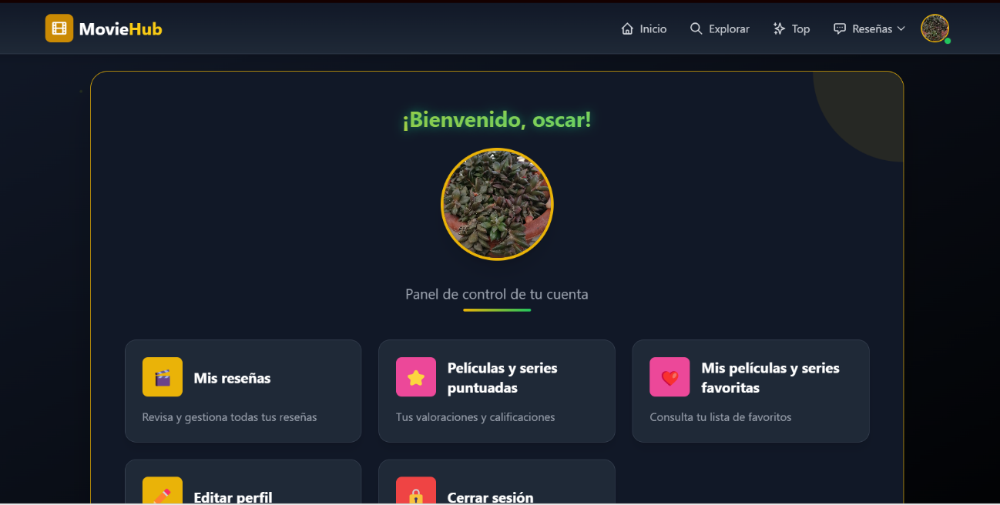 MovieHub
Inicio
Explorar
Top
Reseñas
¡Bienvenido, oscar!
Panel de control de tu cuenta
Mis reseñas
Revisa y gestiona todas tus reseñas
Películas y series
puntuadas
Tus valoraciones y calificaciones
Mis películas y series
favoritas
Consulta tu lista de favoritos
Editar perfil
Cerrar sesión